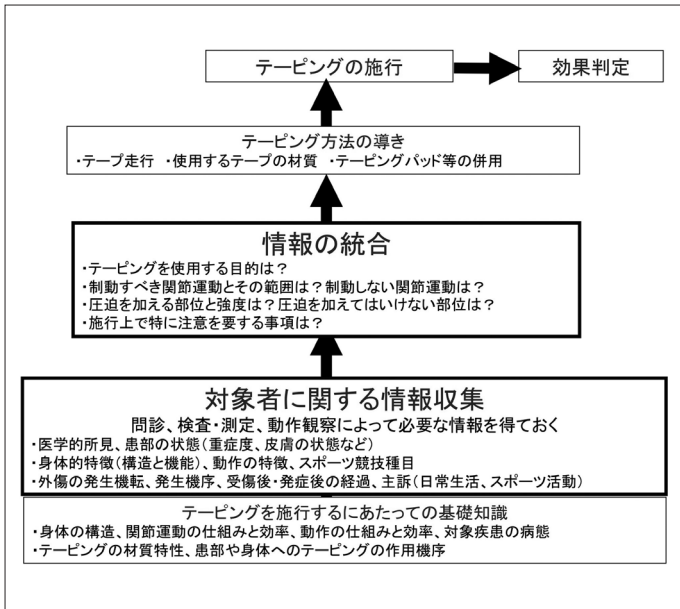 テーピングの施行
効果判定
テーピング方法の導き
・テープ走行 ・使用するテープの材質 ・テーピングパッド等の併用
情報の統合
・テーピングを使用する目的は？
・制動すべき関節運動とその範囲は？制動しない関節運動は？
・圧迫を加える部位と強度は？圧迫を加えてはいけない部位は？
・施行上で特に注意を要する事項は？
対象者に関する情報収集
問診、検査・測定、動作観察によって必要な情報を得ておく
・医学的所見、患部の状態（重症度、皮膚の状態など）
・身体的特徴（構造と機能）、動作の特徴、スポーツ競技種目
・外傷の発生機転、発生機序、受傷後・発症後の経過、主訴（日常生活、スポーツ活動）
テーピングを施行するにあたっての基礎知識
・身体の構造、関節運動の仕組みと効率、動作の仕組みと効率、対象疾患の病態
・テーピングの材質特性、患部や身体へのテーピングの作用機序